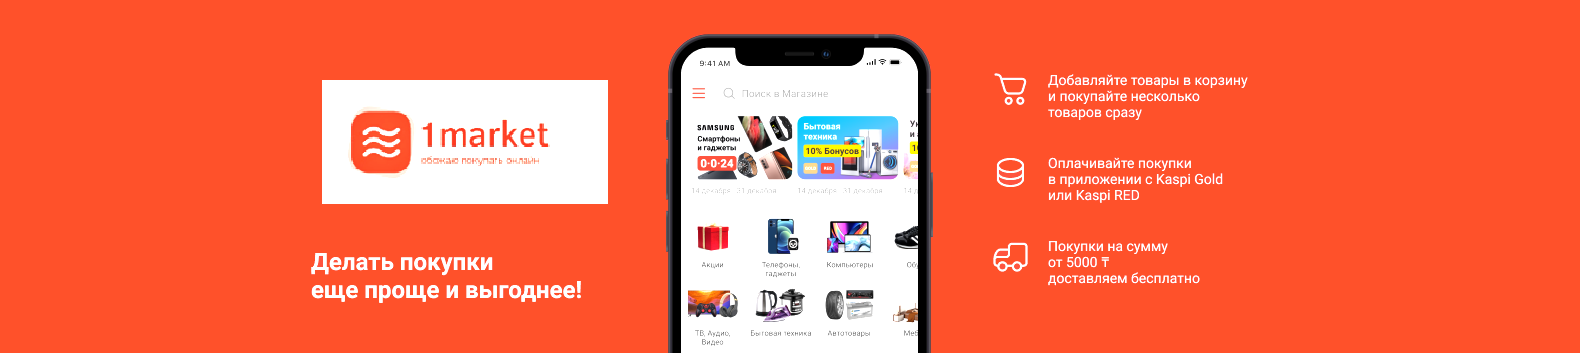 1market
обожаю покупать онлайн
Делать покупки
еще проще и выгоднее!
9:41 AM
Поиск в Магазине
SAMSUNG
Смартфоны
и гаджеты
0-0-24
14 декабря 31 декабря
Бытовая
техника
10% Бонусов
RED
14 декабря 31 декабря
Акции
Телефоны,
гаджеты
Компьютеры
ТВ, Аудио,
Видео
Бытовая техника
Автотовары
Добавляйте товары в корзину
и покупайте несколько
товаров сразу
Оплачивайте покупки
в приложении с Kaspi Gold
или Kaspi RED
Покупки на сумму
от 5000 ₸
доставляем бесплатно